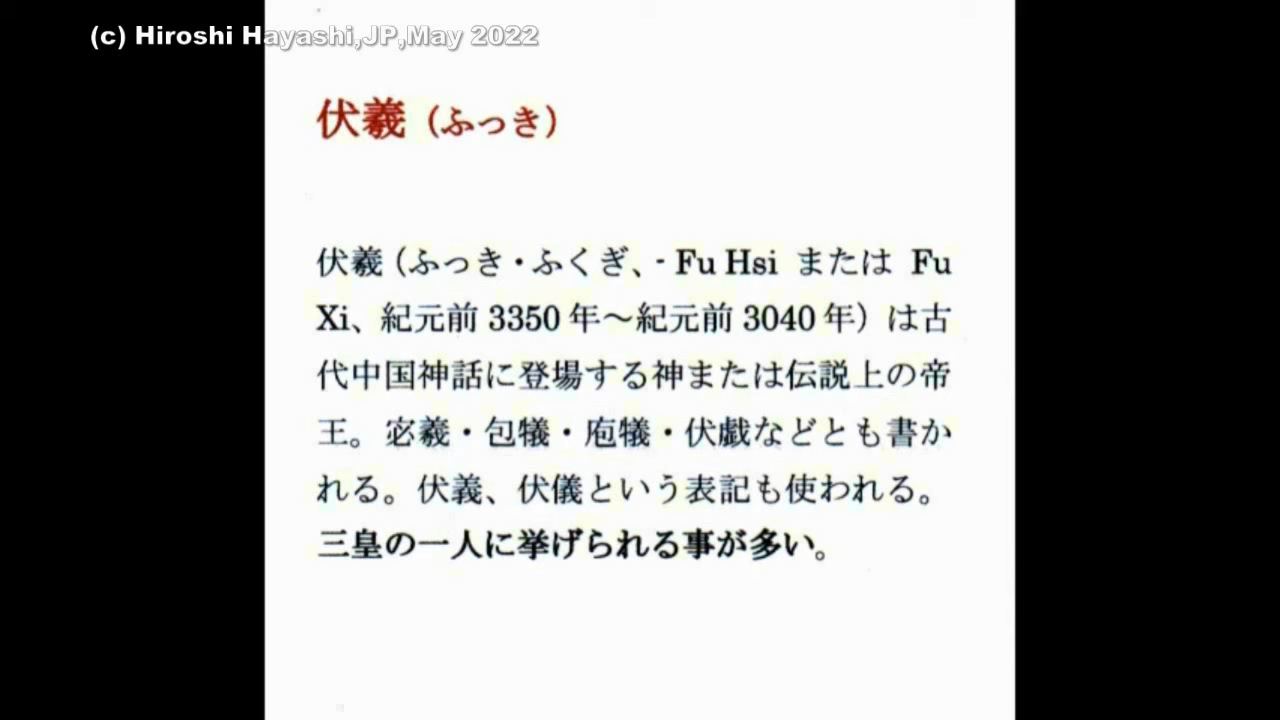 (c) Hiroshi Hayashi,JP,May 2022
伏羲（ふっき）
伏羲（ふっき・ふくぎ、- Fu Hsi または Fu
Xi、紀元前 3350 年～紀元前 3040 年）は古
代中国神話に登場する神または伝説上の帝
王。宓羲・包犠・庖犠・伏戯などとも書か
れる。伏義、伏儀という表記も使われる。
三皇の一人に挙げられる事が多い。